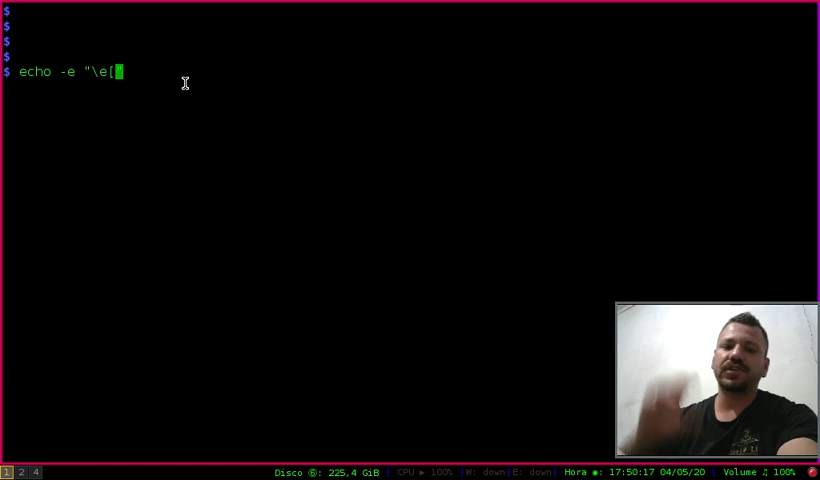 $
$
$
$
$ echo -e "\e["
1 2 4 Disco ⑥: 225,4 GiB | CPU ▶ 100% |W: down|E: down| Hora ◉: 17:50:17 04/05/20 | Volume ♫ 100%